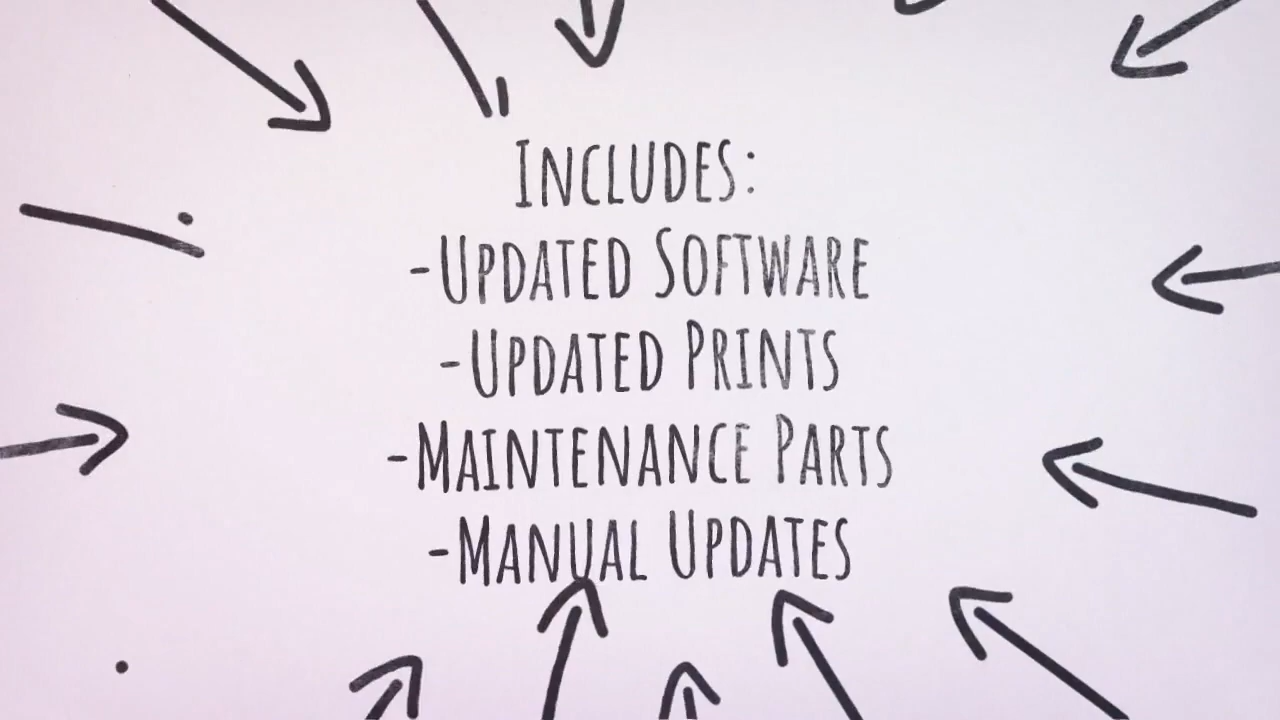 Includes:
-Updated Software
-Updated Prints
-Maintenance Parts
-Manual Updates